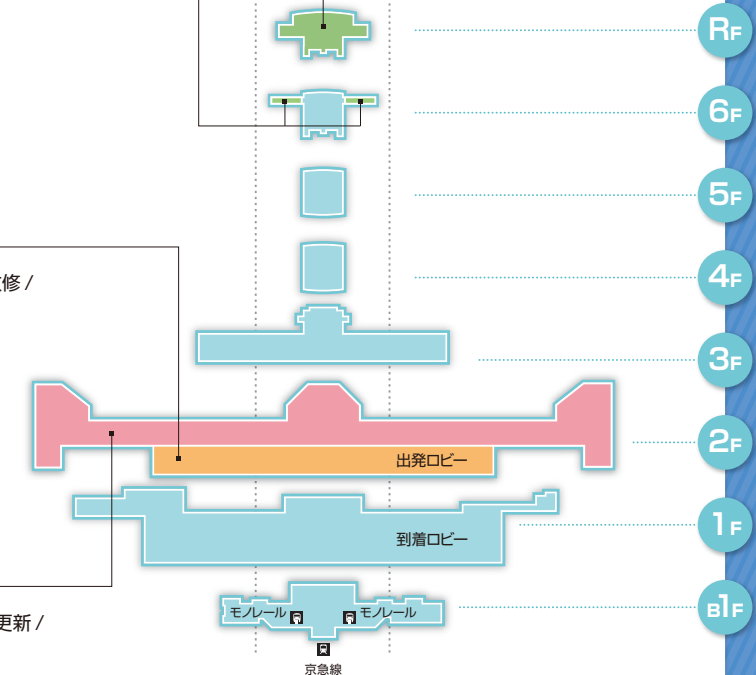 RF
6F
5F
修 /
4F
3F
2F
出発ロビー
1F
到着ロビー
B1F
モノレール モノレール
更新 /
京急線